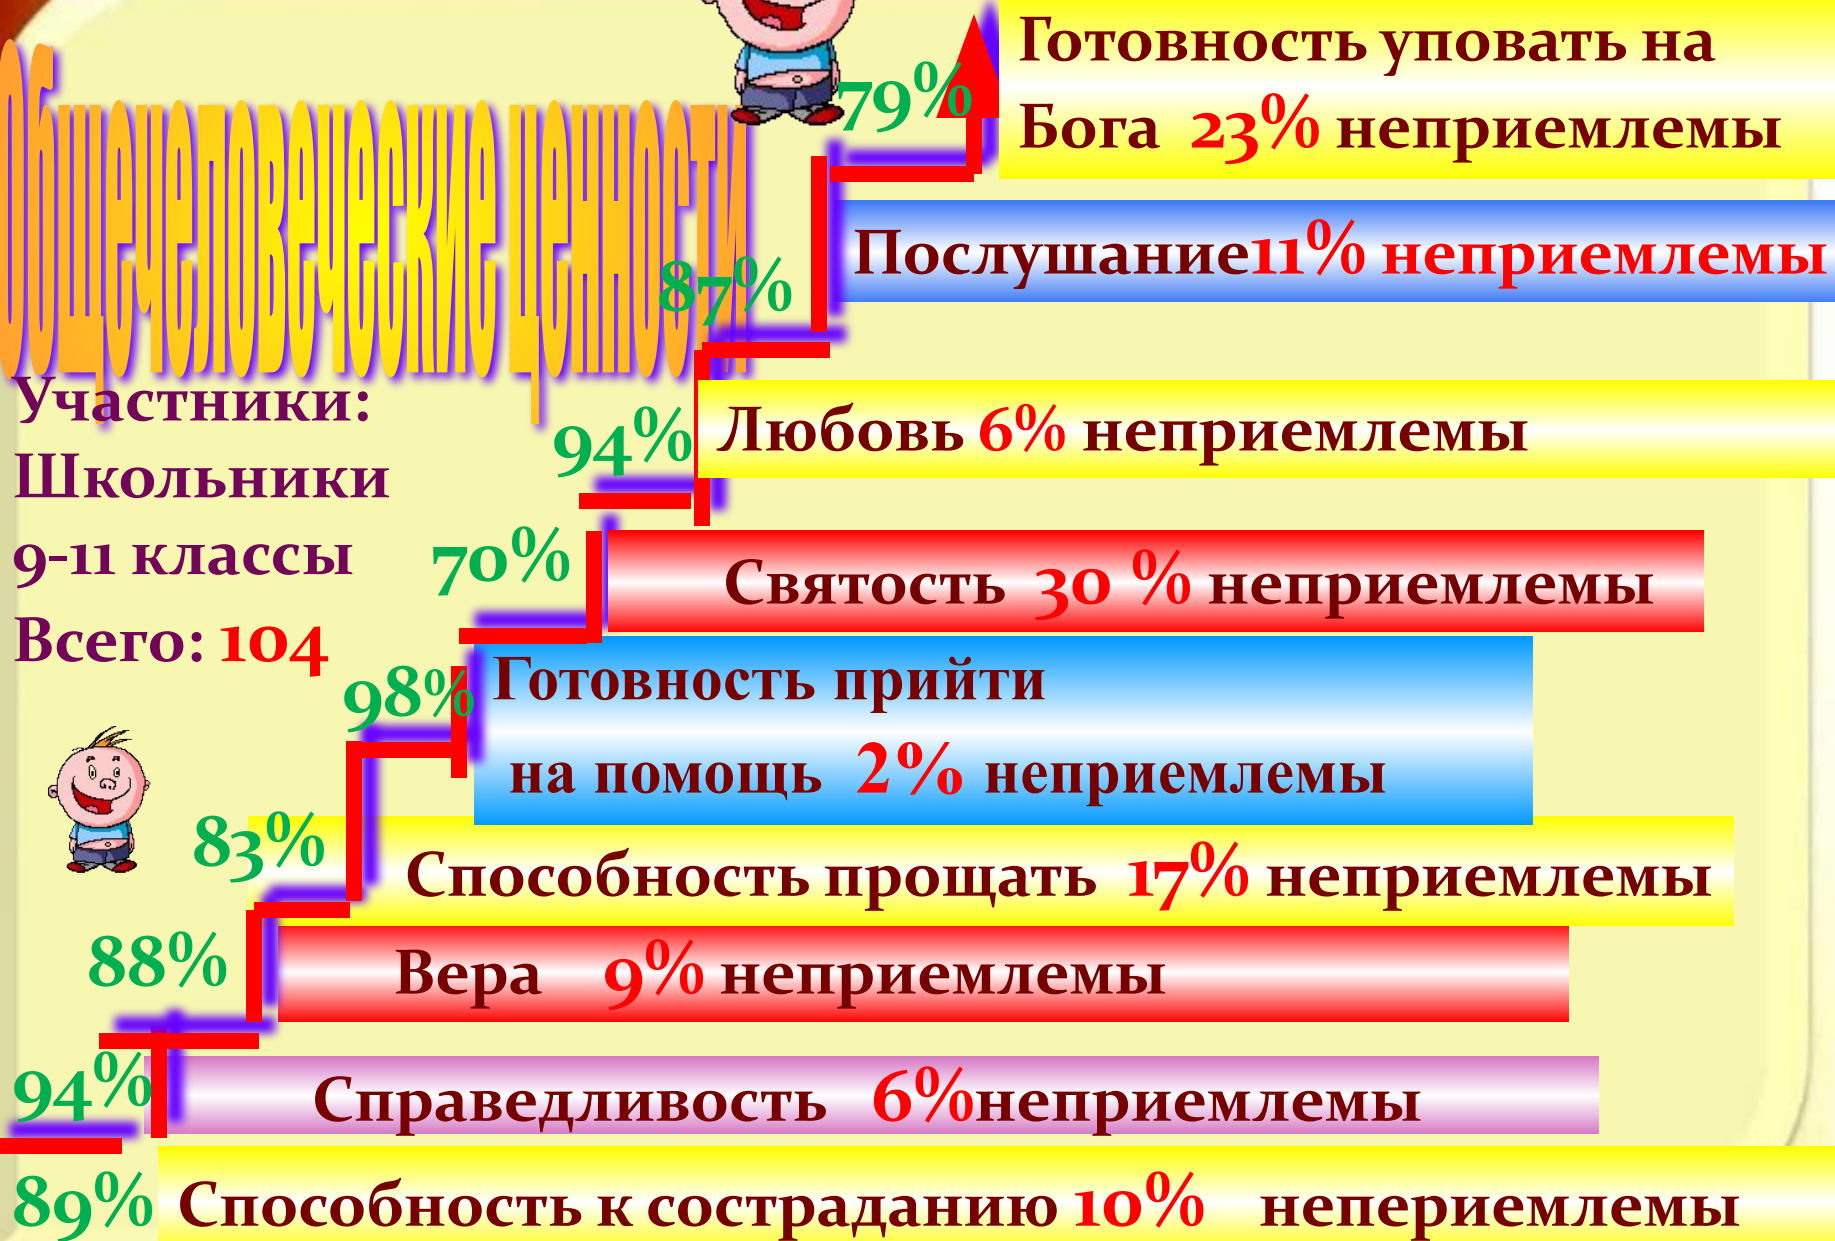 Общечеловеческие ценности
79% Готовность уповать на
Бога 23% неприемлемы
Послушание11% неприемлемы
87%
Участники:
94% Любовь 6% неприемлемы
Школьники
9-11 классы
70% Святость 30 % неприемлемы
Всего: 104
98% Готовность прийти
на помощь 2% неприемлемы
83% Способность прощать 17% неприемлемы
88% Вера 9% неприемлемы
94% Справедливость 6%неприемлемы
89% Способность к состраданию 10% непериемлемы